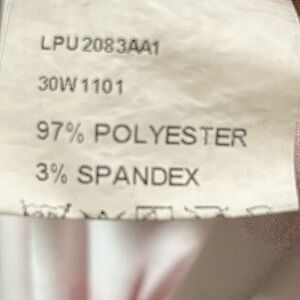 LPU2083AA1
30W1101
97% POLYESTER
3% SPANDEX